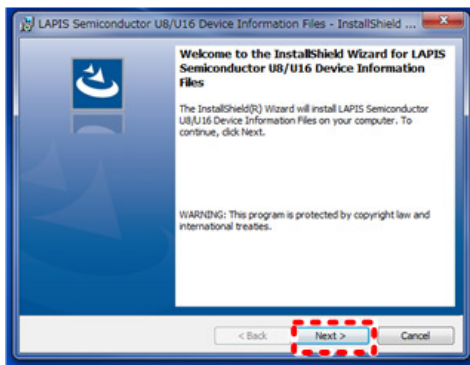 LAPIS Semiconductor U8/U16 Device Information Files - InstallShield ...
Welcome to the InstallShield Wizard for LAPIS
Semiconductor U8/U16 Device Information
Files
The InstallShield(R) Wizard will install LAPIS Semiconductor
U8/U16 Device Information Files on your computer. To
continue, click Next.
WARNING: This program is protected by copyright law and
international treaties.
< Back
Next >
Cancel